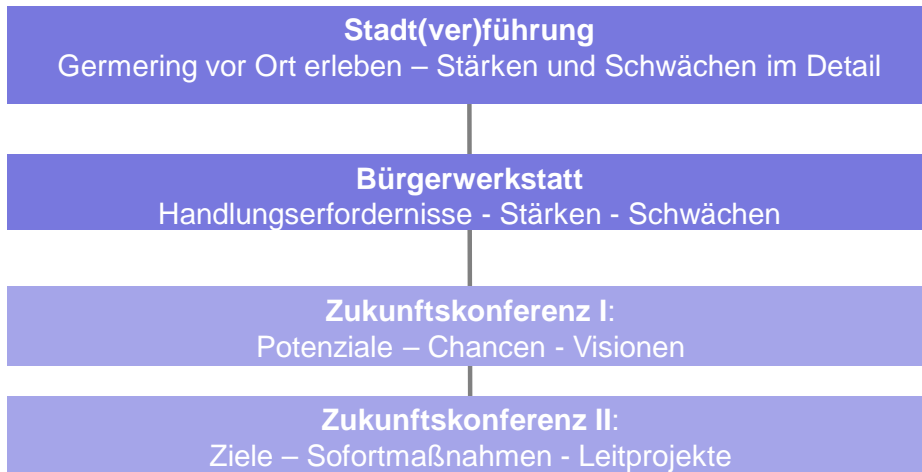 Stadt(ver)führung
Germering vor Ort erleben – Stärken und Schwächen im Detail
Bürgerwerkstatt
Handlungserfordernisse - Stärken - Schwächen
Zukunftskonferenz I:
Potenziale – Chancen - Visionen
Zukunftskonferenz II:
Ziele – Sofortmaßnahmen - Leitprojekte